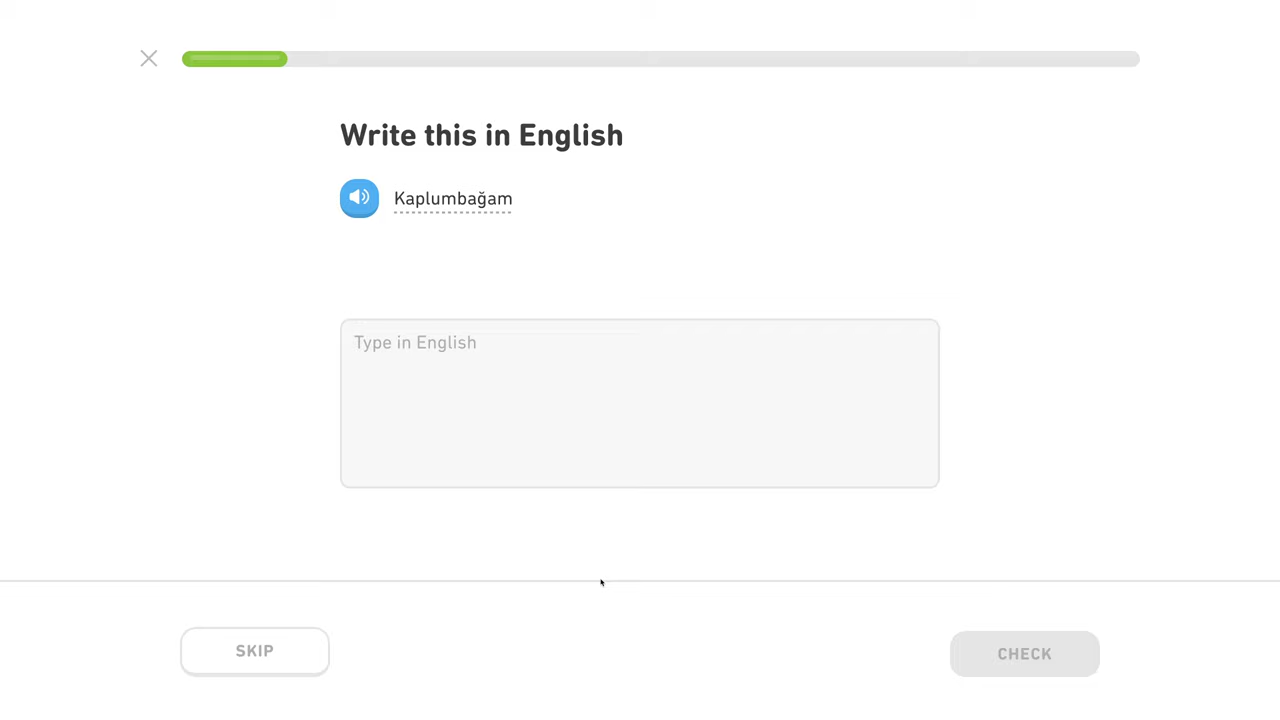 Write this in English
Kaplumbağam
Type in English
SKIP
CHECK